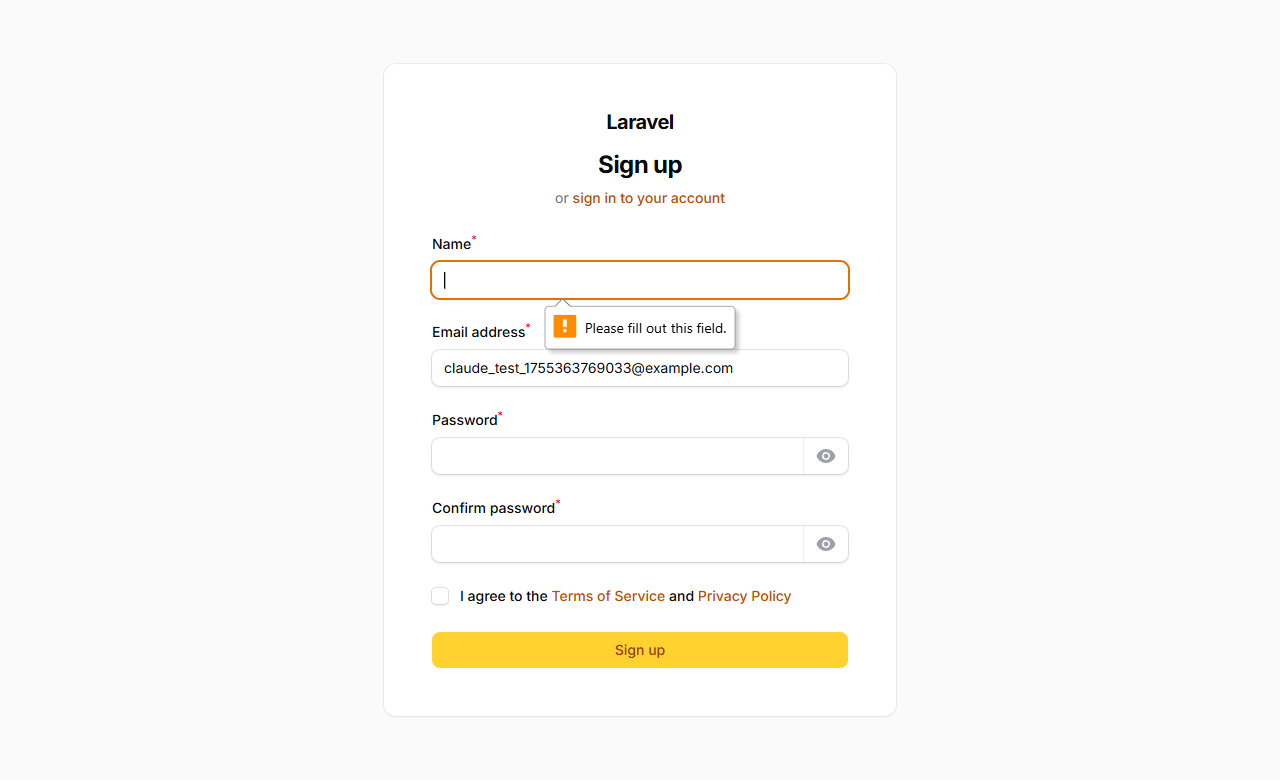 Laravel
Sign up
or sign in to your account
Name*
Please fill out this field.
Email address*
claude_test_1755363769033@example.com
Password*
Confirm password*
I agree to the Terms of Service and Privacy Policy
Sign up